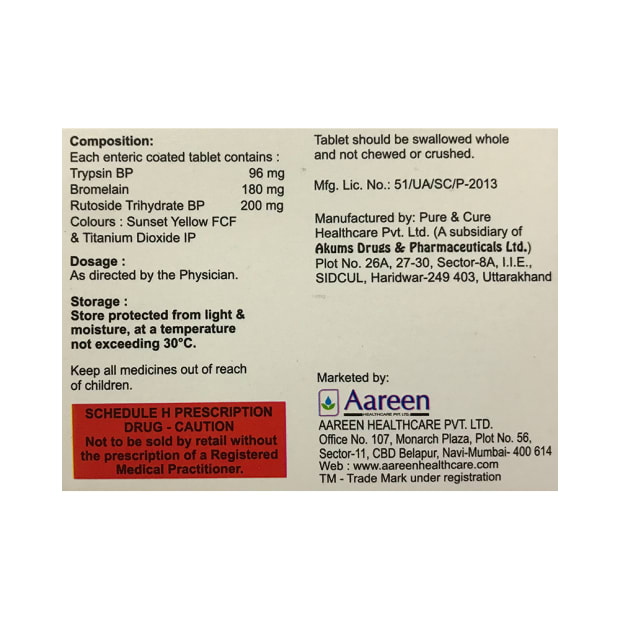 Composition:
Each enteric coated tablet contains :
Trypsin BP 96 mg
Bromelain 180 mg
Rutoside Trihydrate BP 200 mg
Colours : Sunset Yellow FCF
& Titanium Dioxide IP
Dosage :
As directed by the Physician.
Storage :
Store protected from light &
moisture, at a temperature
not exceeding 30°C.
Keep all medicines out of reach
of children.
SCHEDULE H PRESCRIPTION
DRUG - CAUTION
Not to be sold by retail without
the prescription of a Registered
Medical Practitioner.
Tablet should be swallowed whole
and not chewed or crushed.
Mfg. Lic. No.: 51/UA/SC/P-2013
Manufactured by: Pure & Cure
Healthcare Pvt. Ltd. (A subsidiary of
Akums Drugs & Pharmaceuticals Ltd.)
Plot No. 26A, 27-30, Sector-8A, I.I.E.,
SIDCUL, Haridwar-249 403, Uttarakhand
Marketed by:
Aareen
HEALTHCARE PVT. LTD.
AAREEN HEALTHCARE PVT. LTD.
Office No. 107, Monarch Plaza, Plot No. 56,
Sector-11, CBD Belapur, Navi-Mumbai- 400 614
Web : www.aareenhealthcare.com
TM - Trade Mark under registration